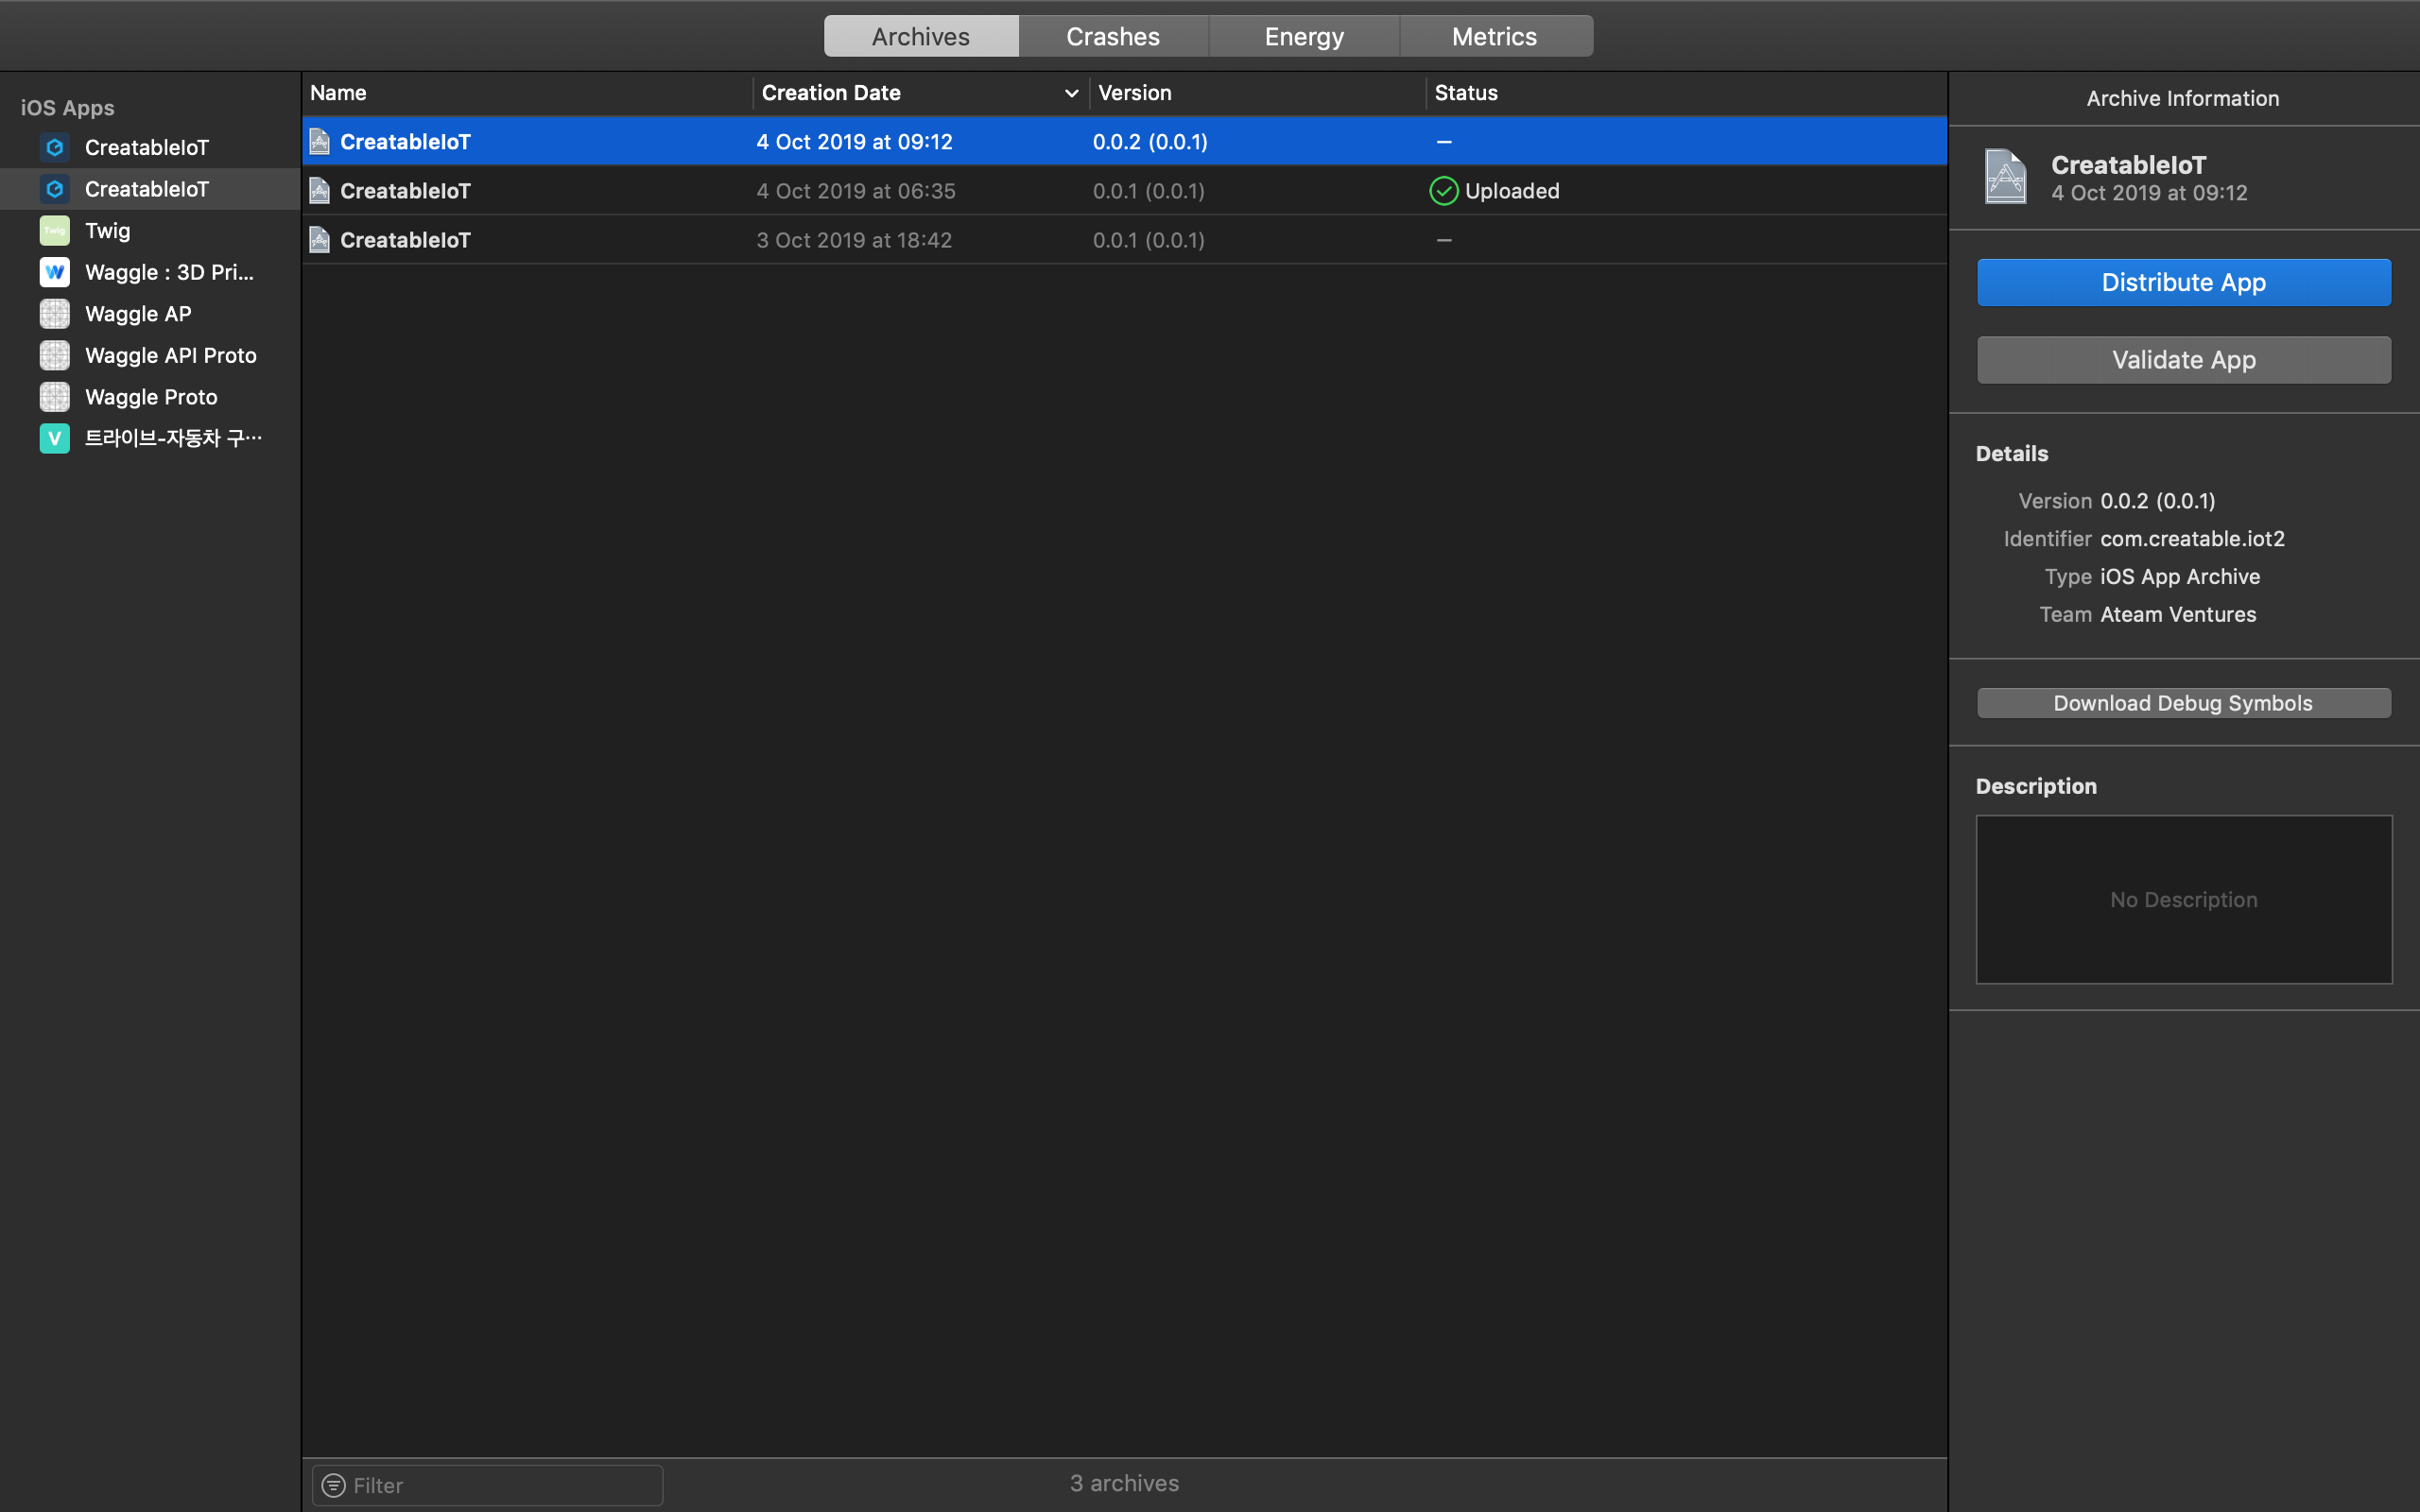 Archives Crashes Energy Metrics
iOS Apps
CreatableIoT
CreatableIoT
Twig
Twig
Waggle : 3D Pri...
Waggle AP
Waggle API Proto
Waggle Proto
V
트라이브-자동차 구…
Name Creation Date Version Status
CreatableIoT 4 Oct 2019 at 09:12 0.0.2 (0.0.1) –
CreatableIoT 4 Oct 2019 at 06:35 0.0.1 (0.0.1) Uploaded
CreatableIoT 3 Oct 2019 at 18:42 0.0.1 (0.0.1) –
Filter
3 archives
Archive Information
CreatableIoT
4 Oct 2019 at 09:12
Distribute App
Validate App
Details
Version 0.0.2 (0.0.1)
Identifier com.creatable.iot2
Type iOS App Archive
Team Ateam Ventures
Download Debug Symbols
Description
No Description